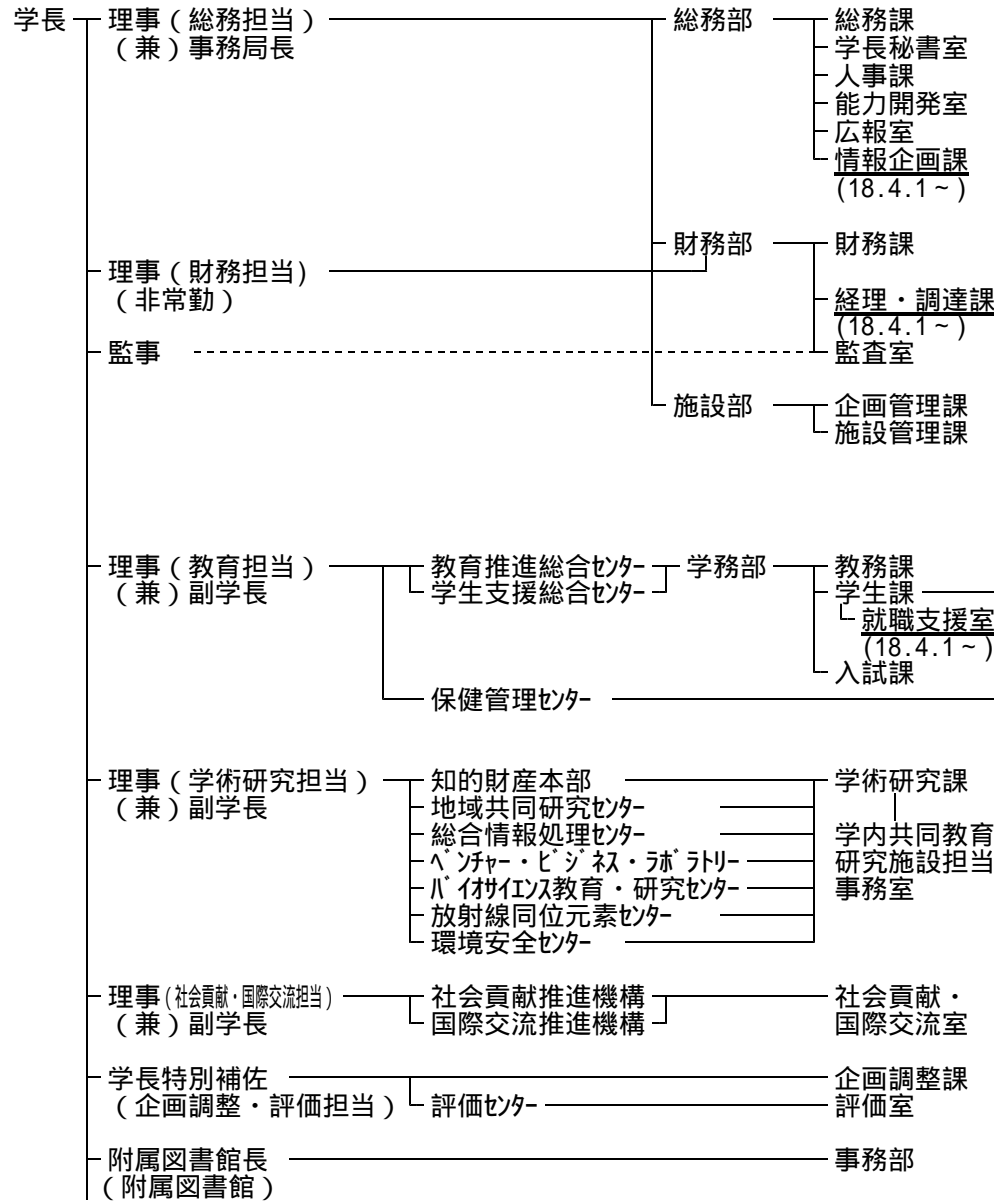 学長 理事（総務担当） 総務部 総務課
（兼）事務局長 学長秘書室
人事課
能力開発室
広報室
情報企画課
(18.4.1～)
財務部 財務課
理事（財務担当）
（非常勤） 経理・調達課
(18.4.1～)
監事 監査室
施設部 企画管理課
施設管理課
理事（教育担当） 教育推進総合ｾﾝﾀｰ 学務部 教務課
（兼）副学長 学生支援総合ｾﾝﾀｰ 学生課
就職支援室
(18.4.1～)
入試課
保健管理ｾﾝﾀｰ
理事（学術研究担当） 知的財産本部 学術研究課
（兼）副学長 地域共同研究ｾﾝﾀｰ
総合情報処理ｾﾝﾀｰ 学内共同教育
ﾍﾞﾝﾁｬｰ・ﾋﾞｼﾞﾈｽ・ﾗﾎﾞﾗﾄﾘｰ 研究施設担当
ﾊﾞｲｵｻｲｴﾝｽ教育・研究ｾﾝﾀｰ 事務室
放射線同位元素ｾﾝﾀｰ
環境安全ｾﾝﾀｰ
理事（社会貢献・国際交流担当） 社会貢献推進機構 社会貢献・
（兼）副学長 国際交流推進機構 国際交流室
学長特別補佐 企画調整課
（企画調整・評価担当） 評価ｾﾝﾀｰ 評価室
附属図書館長 事務部
（附属図書館）